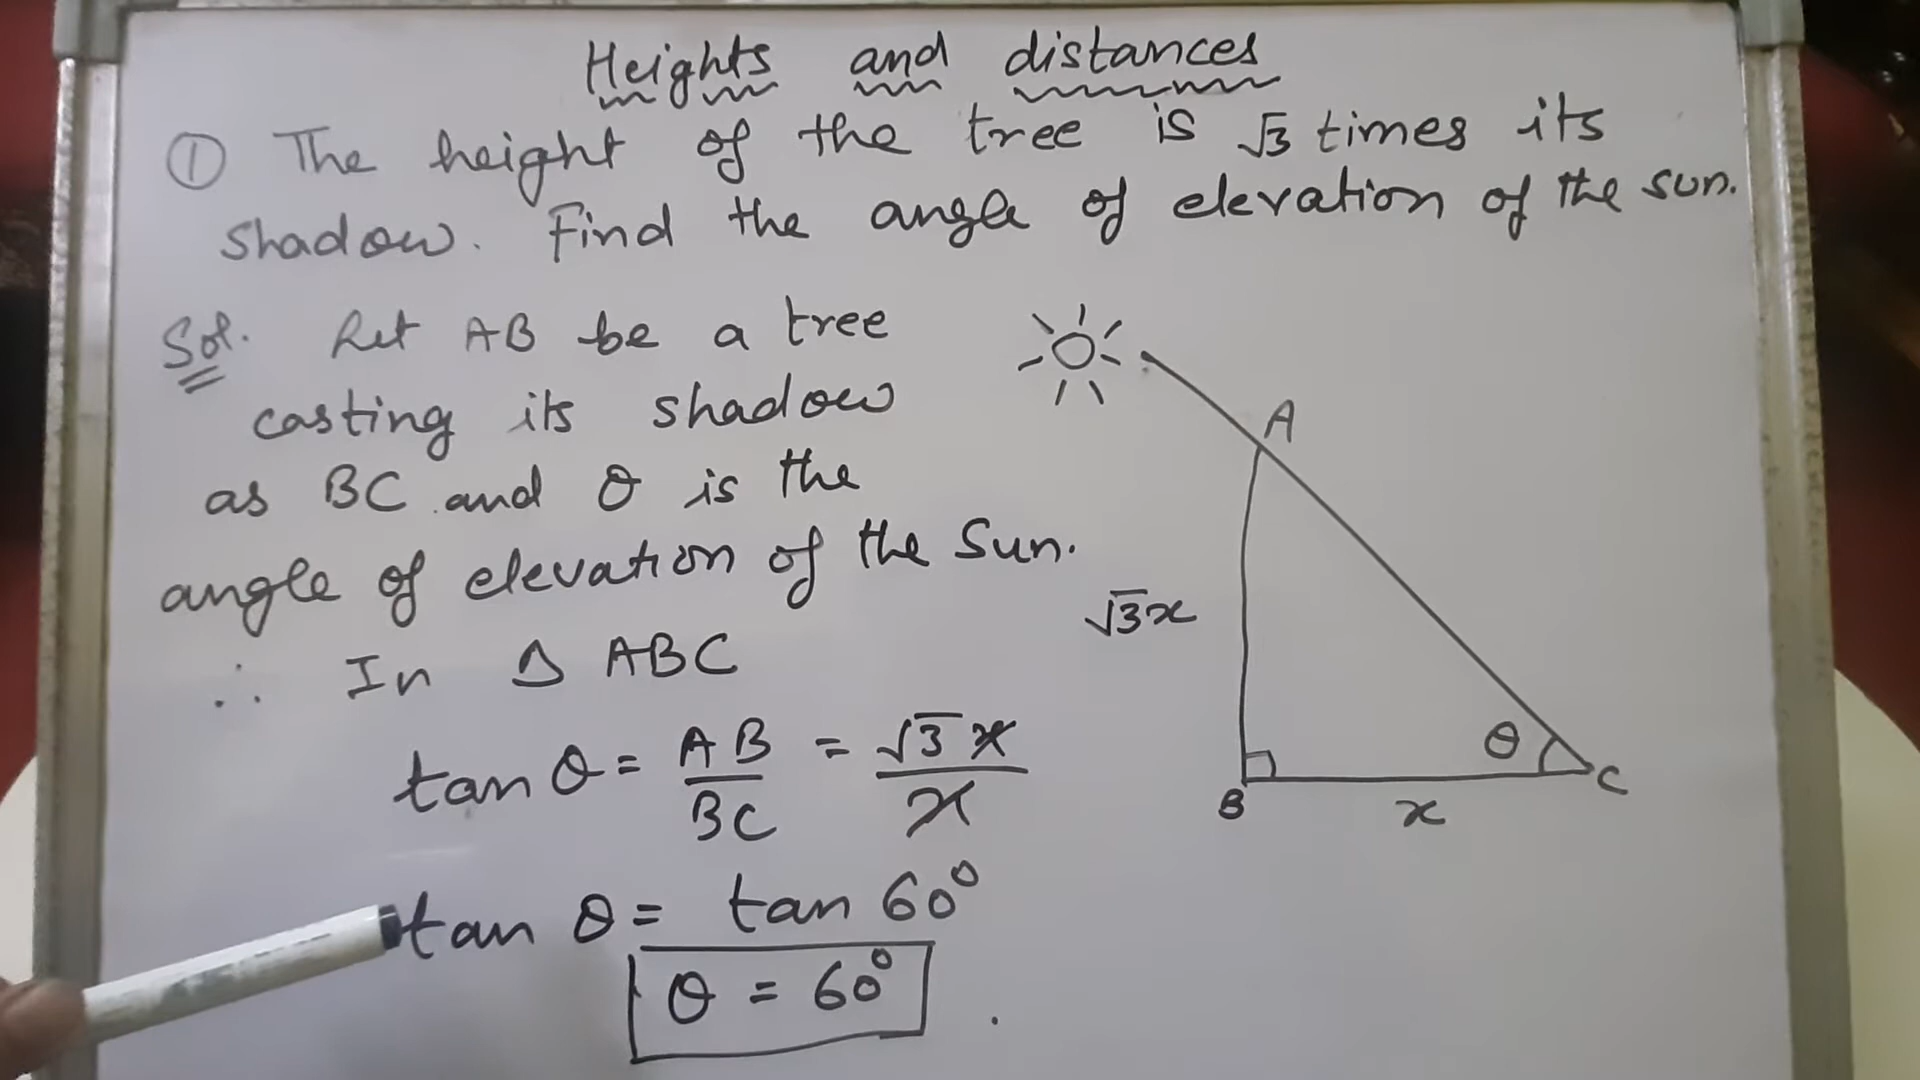 Heights and distances
① The height of the tree is √3 times its
shadow. Find the angle of elevation of the sun.
Sol. Let AB be a tree
casting its shadow
as BC and θ is the
angle of elevation of the Sun.
∴ In Δ ABC
tan θ = AB/BC = √3x/x
tan θ = tan 60°
θ = 60°
A
√3x
θ
B
x
C